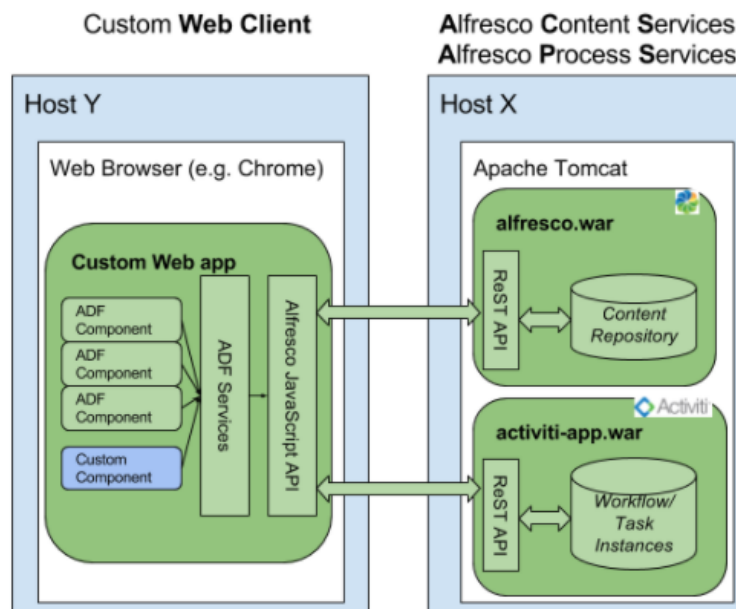 Custom Web Client
Alfresco Content Services
Alfresco Process Services
Host Y
Web Browser (e.g. Chrome)
Custom Web app
ADF
Component
ADF
Component
ADF
Component
Custom
Component
ADF Services
Alfresco JavaScript API
Host X
Apache Tomcat
alfresco.war
ReST API
Content
Repository
Activiti
activiti-app.war
ReST API
Workflow/
Task
Instances